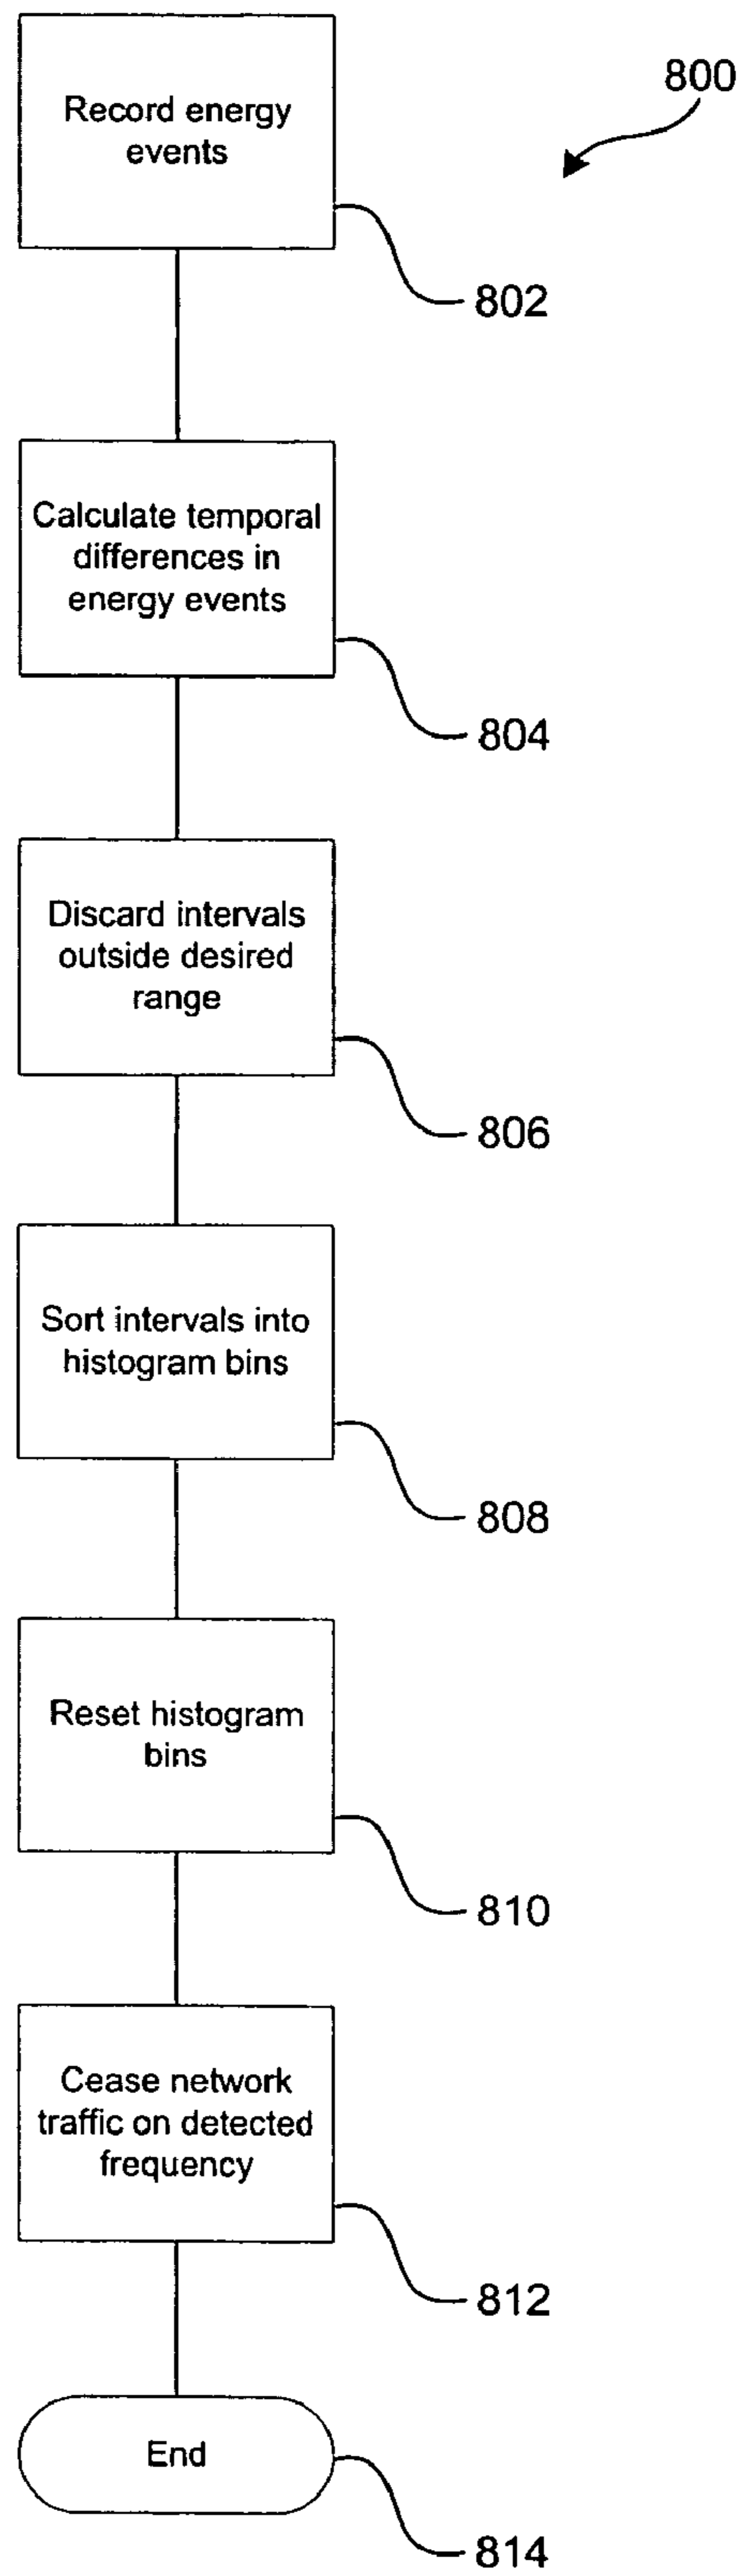 800
Record energy
events
802
Calculate temporal
differences in
energy events
804
Discard intervals
outside desired
range
806
Sort intervals into
histogram bins
808
Reset histogram
bins
810
Cease network
traffic on detected
frequency
812
End
814